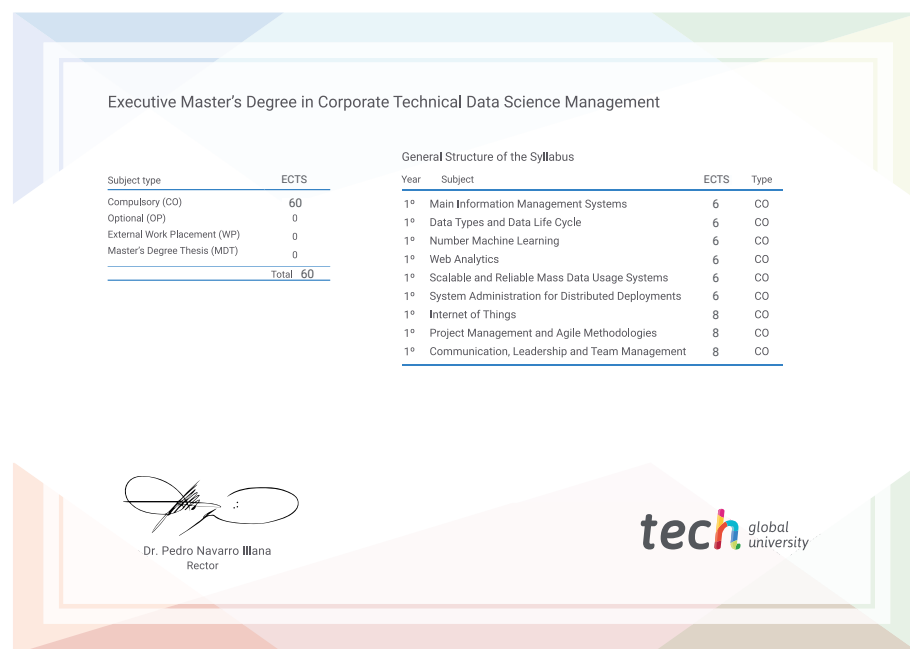 Executive Master's Degree in Corporate Technical Data Science Management
Subject type ECTS
Compulsory (CO) 60
Optional (OP) 0
External Work Placement (WP) 0
Master's Degree Thesis (MDT) 0
Total 60
General Structure of the Syllabus
Year Subject ECTS Type
1º Main Information Management Systems 6 CO
1º Data Types and Data Life Cycle 6 CO
1º Number Machine Learning 6 CO
1º Web Analytics 6 CO
1º Scalable and Reliable Mass Data Usage Systems 6 CO
1º System Administration for Distributed Deployments 6 CO
1º Internet of Things 8 CO
1º Project Management and Agile Methodologies 8 CO
1º Communication, Leadership and Team Management 8 CO
Dr. Pedro Navarro Illana
Rector
tech global
university